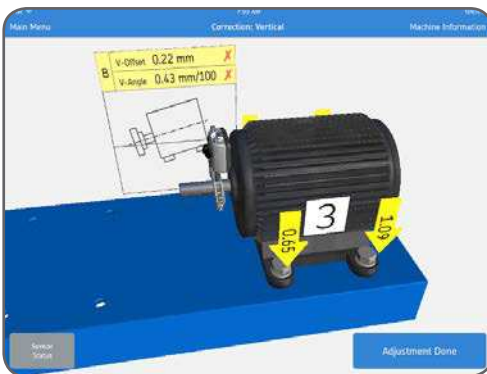 Main Menu
Correction: Vertical
Machine Information
B
V-Offset 0.22 mm ✗
V-Angle 0.43 mm/100 ✗
3
0.65
1.09
Sensor
Status
Adjustment Done